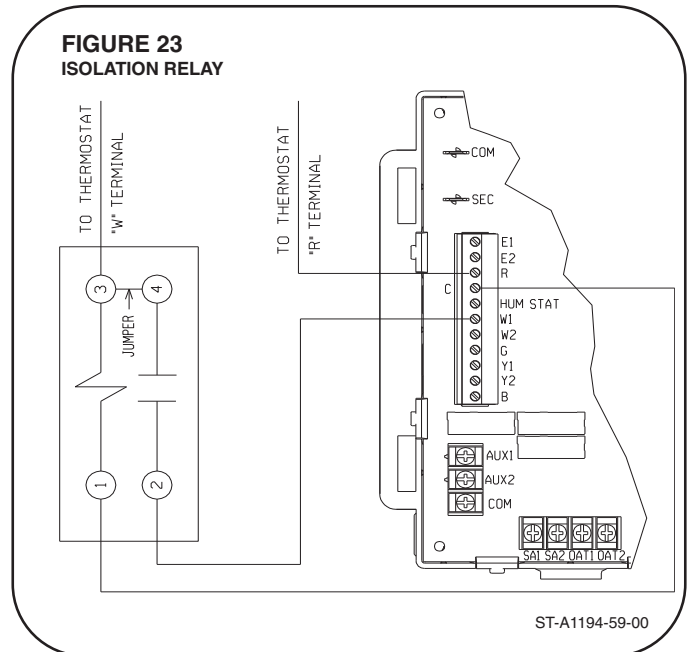 FIGURE 23
ISOLATION RELAY
TO THERMOSTAT
"W" TERMINAL
TO THERMOSTAT
"R" TERMINAL
3
4
JUMPER
1
2
COM
SEC
E1
E2
R
C
HUM STAT
W1
W2
G
Y1
Y2
B
AUX1
AUX2
COM
SA1 SA2 OAT1 OAT2
ST-A1194-59-00